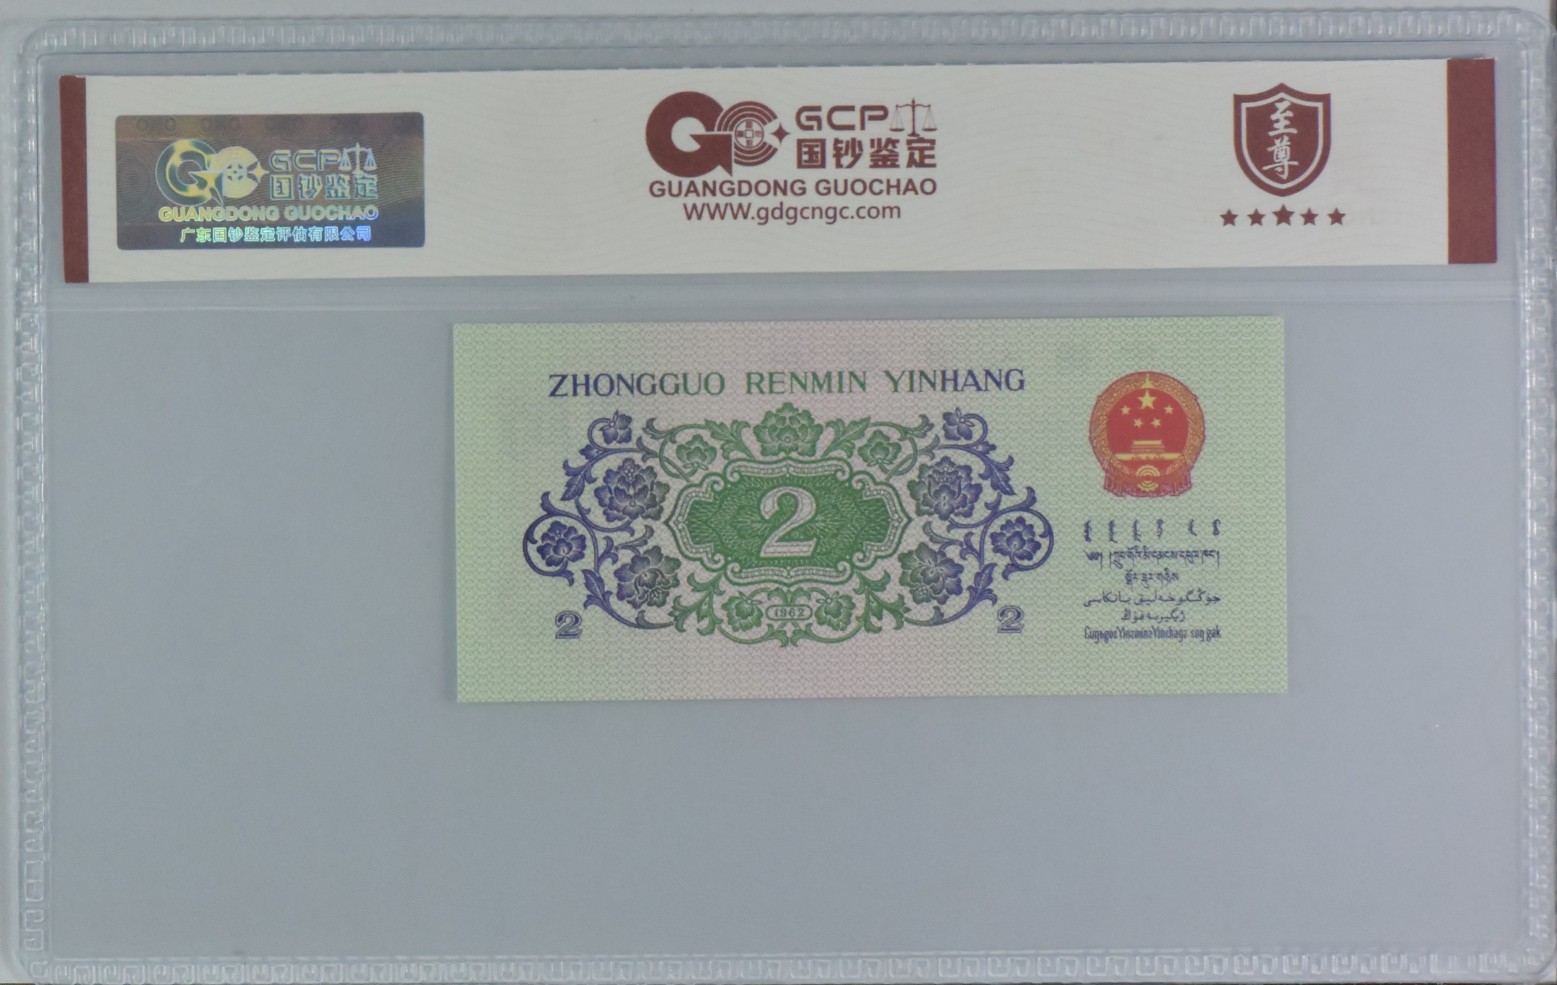 GCP
国钞鉴定
GUANGDONG GUOCHAO
广东国钞鉴定评估有限公司
GCP
国钞鉴定
GUANGDONG GUOCHAO
WWW.gdgcngc.com
至尊
ZHONGGUO RENMIN YINHANG
2
1962
2
2
جۇڭگوخەلىق بانكاسى